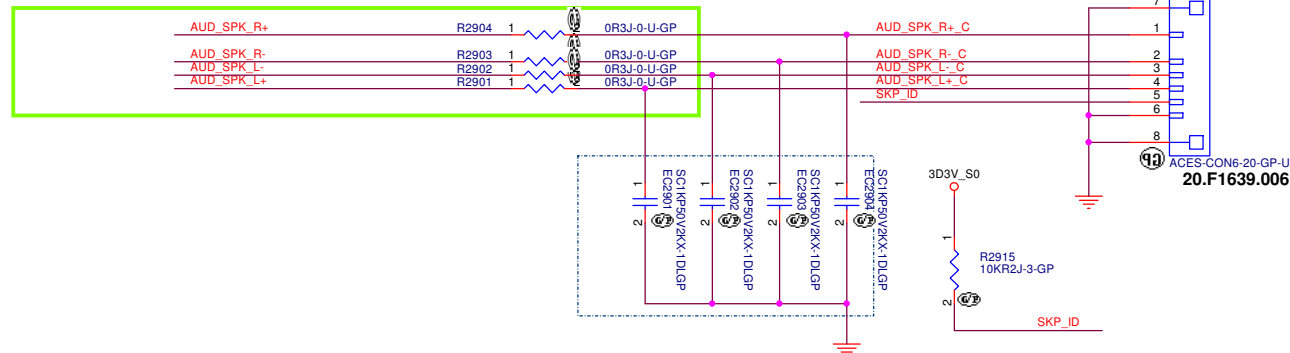 7
AUD_SPK_R+ R2904 1 2 0R3J-0-U-GP AUD_SPK_R+_C 1
AUD_SPK_R- R2903 1 0R3J-0-U-GP AUD_SPK_R-_C 2
AUD_SPK_L- R2902 1 0R3J-0-U-GP AUD_SPK_L-_C 3
AUD_SPK_L+ R2901 1 2 0R3J-0-U-GP AUD_SPK_L+_C 4
SKP_ID 5
6
8
GP ACES-CON6-20-GP-U
20.F1639.006
1 2 EC2901 SC1KP50V2KX-1DLGP
1 2 EC2902 SC1KP50V2KX-1DLGP
1 2 EC2903 SC1KP50V2KX-1DLGP
1 2 EC2904 SC1KP50V2KX-1DLGP
3D3V_S0
1
R2915
10KR2J-3-GP
2
SKP_ID